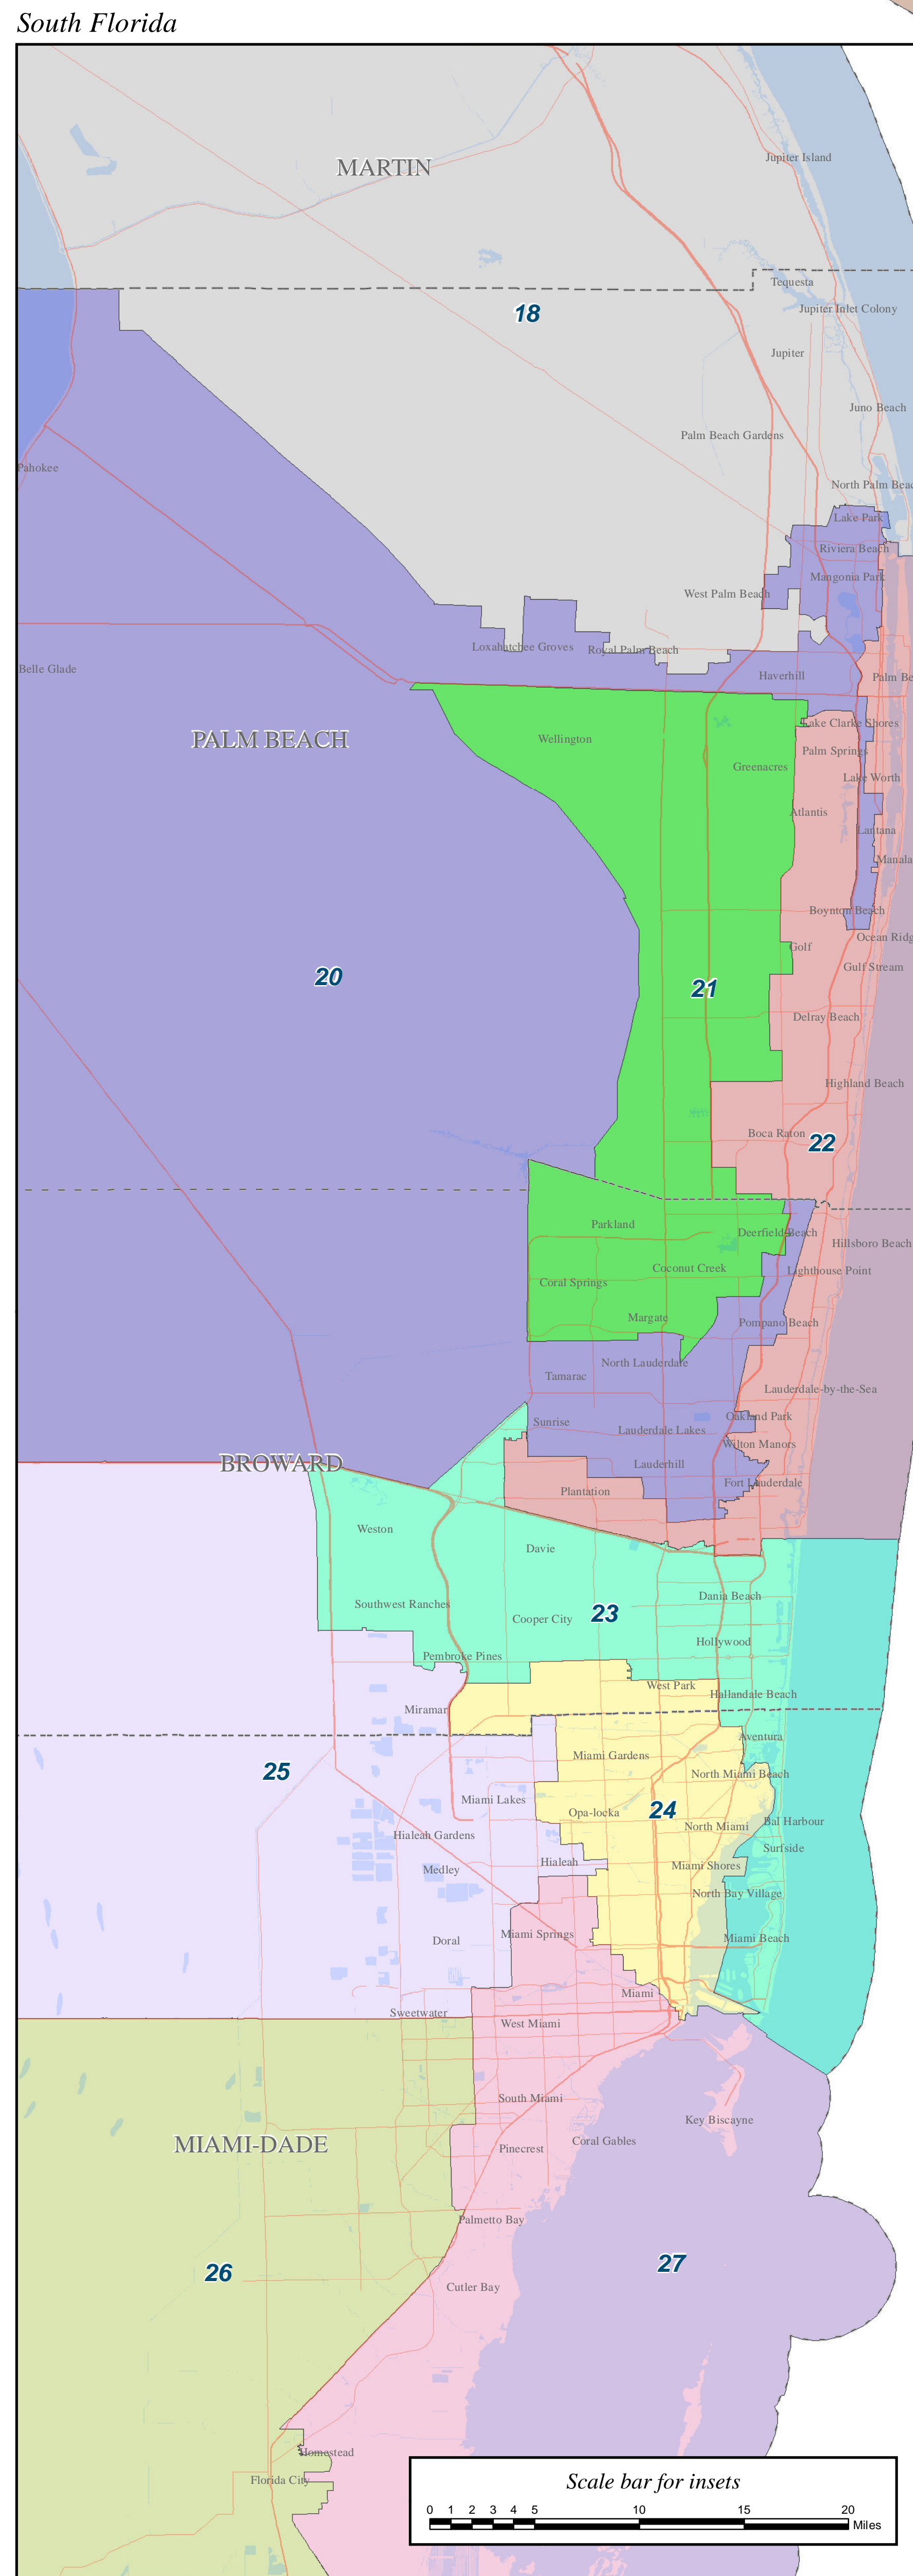 South Florida
MARTIN
Jupiter Island
Tequesta
18
Jupiter Inlet Colony
Jupiter
Juno Beach
Palm Beach Gardens
Pahokee
North Palm Beac
Lake Park
Riviera Beach
Mangonia Park
West Palm Beach
Loxahatchee Groves
Royal Palm Beach
Belle Glade
Haverhill
Palm Be
Lake Clarke Shores
PALM BEACH
Wellington
Palm Springs
Greenacres
Lake Worth
Atlantis
Lantana
Manala
Boynton Beach
Ocean Ridg
Golf
Gulf Stream
20
21
Delray Beach
Highland Beach
Boca Raton
22
Parkland
Deerfield Beach
Hillsboro Beach
Coconut Creek
Lighthouse Point
Coral Springs
Margate
Pompano Beach
North Lauderdale
Tamarac
Lauderdale-by-the-Sea
Oakland Park
Sunrise
Lauderdale Lakes
Wilton Manors
BROWARD
Lauderhill
Fort Lauderdale
Plantation
Weston
Davie
Dania Beach
Southwest Ranches
Cooper City
23
Hollywood
Pembroke Pines
West Park
Hallandale Beach
Miramar
Aventura
Miami Gardens
25
North Miami Beach
Miami Lakes
Opa-locka
24
North Miami
Bal Harbour
Hialeah Gardens
Surfside
Hialeah
Miami Shores
Medley
North Bay Village
Miami Springs
Miami Beach
Doral
Miami
Sweetwater
West Miami
South Miami
Key Biscayne
MIAMI-DADE
Coral Gables
Pinecrest
Palmetto Bay
27
26
Cutler Bay
Homestead
Florida City
Scale bar for insets
0 1 2 3 4 5 10 15 20
Miles